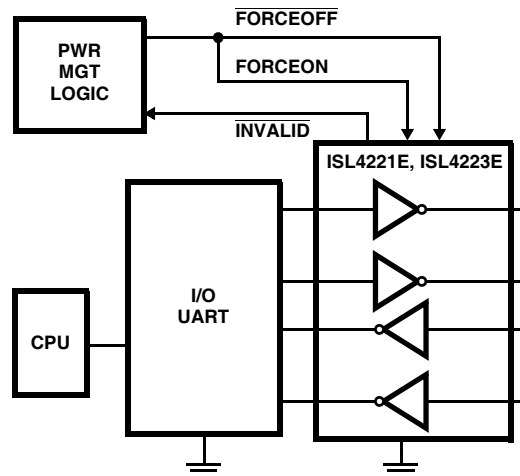 FORCEOFF
PWR
MGT
LOGIC
FORCEON
INVALID
ISL4221E, ISL4223E
I/O
UART
CPU